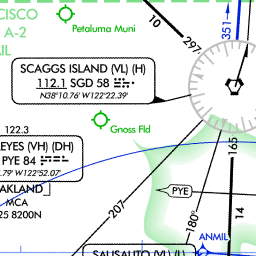 CISCO
A-2
AIL
Petaluma Muni
10
297
351
SCAGGS ISLAND (VL) (H)
112.1 SGD 58
N38°10.76' W122°22.39'
Gnoss Fld
122.3
EYES (VH) (DH)
PYE 84
.79' W122°52.07'
OAKLAND
MCA
25 8200N
165
PYE
207
180°
14
ANMIL
SAUSALITO (VL) (L)